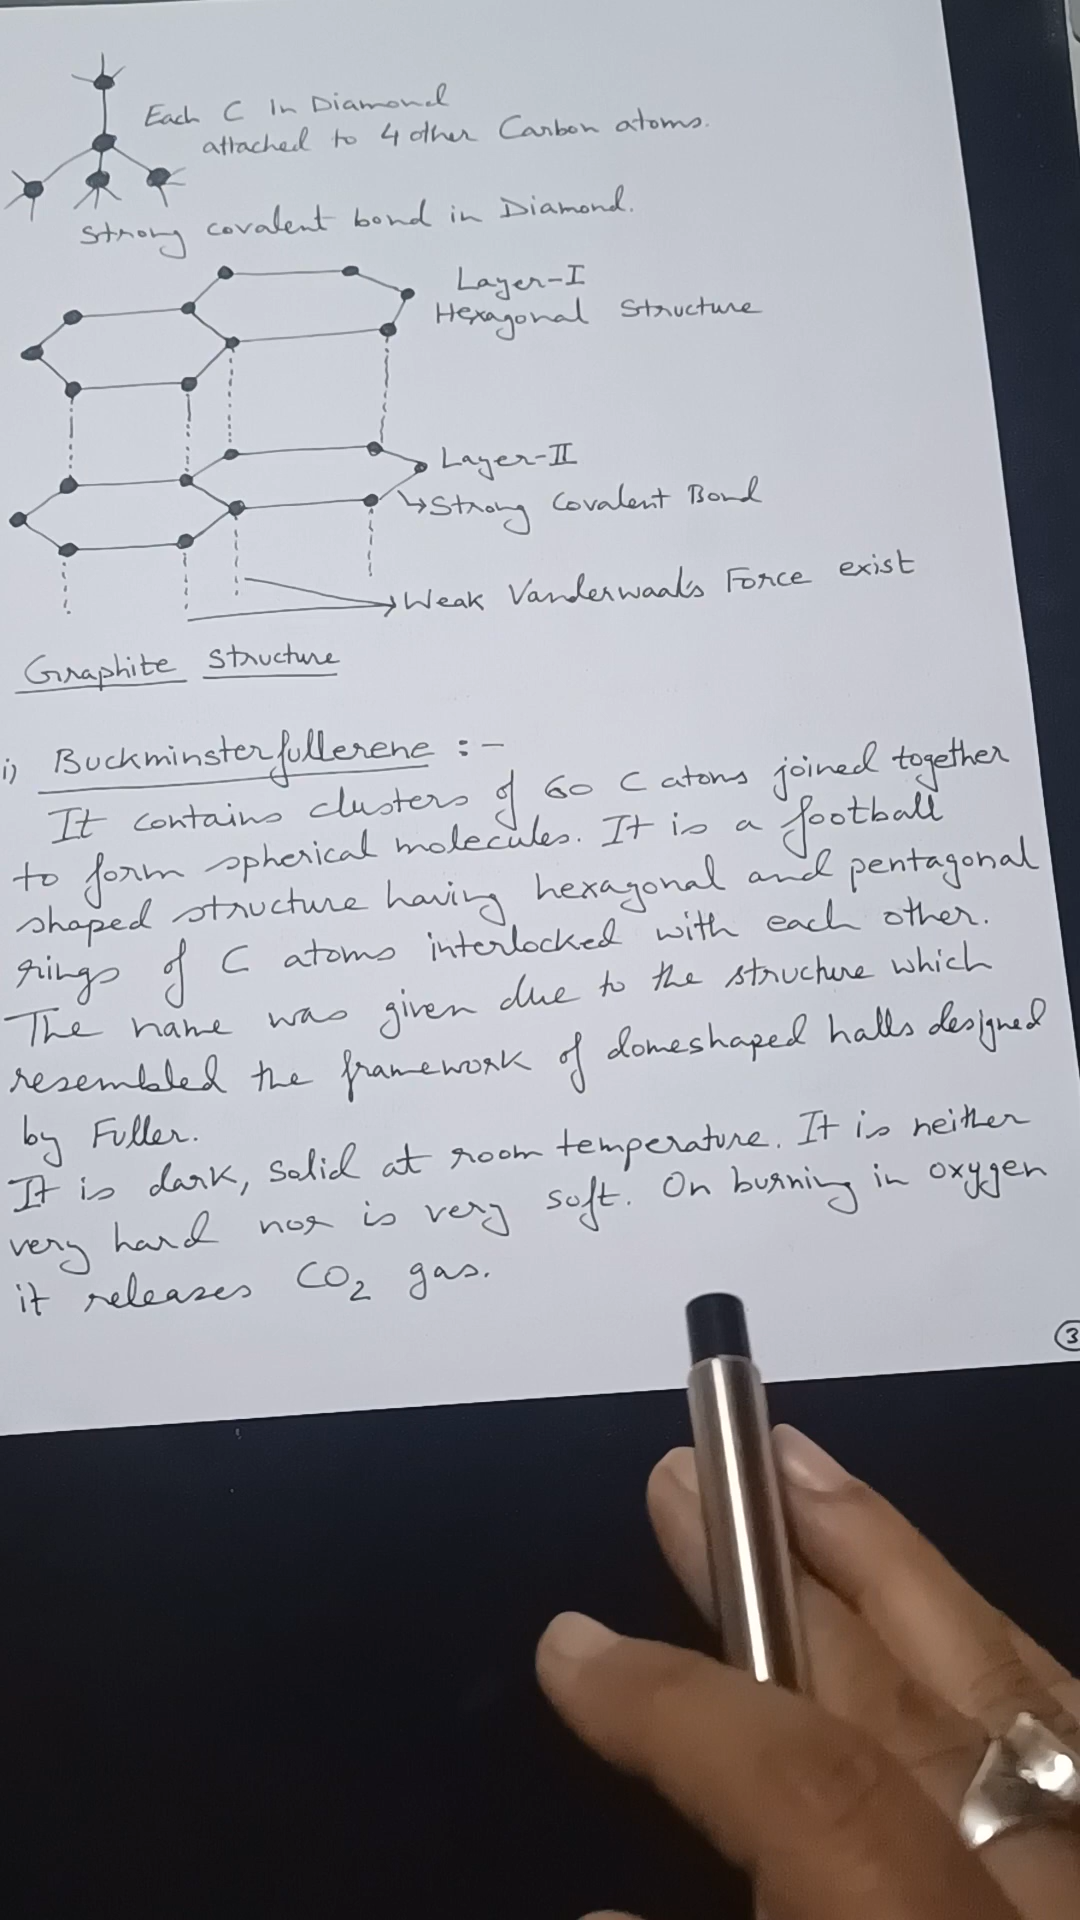 Each C in Diamond
attached to 4 other Carbon atoms.
Strong covalent bond in Diamond.
Layer-I
Hexagonal Structure
Layer-II
↳Strong Covalent Bond
→Weak Vanderwaal's Force exist
Graphite Structure
i) Buckminsterfullerene :-
It contains clusters of 60 C atoms joined together
to form spherical molecules. It is a football
shaped structure having hexagonal and pentagonal
rings of C atoms interlocked with each other.
The name was given due to the structure which
resembled the framework of domeshaped halls designed
by Fuller.
It is dark, solid at room temperature. It is neither
very hard nor is very soft. On burning in oxygen
it releases CO₂ gas.
3